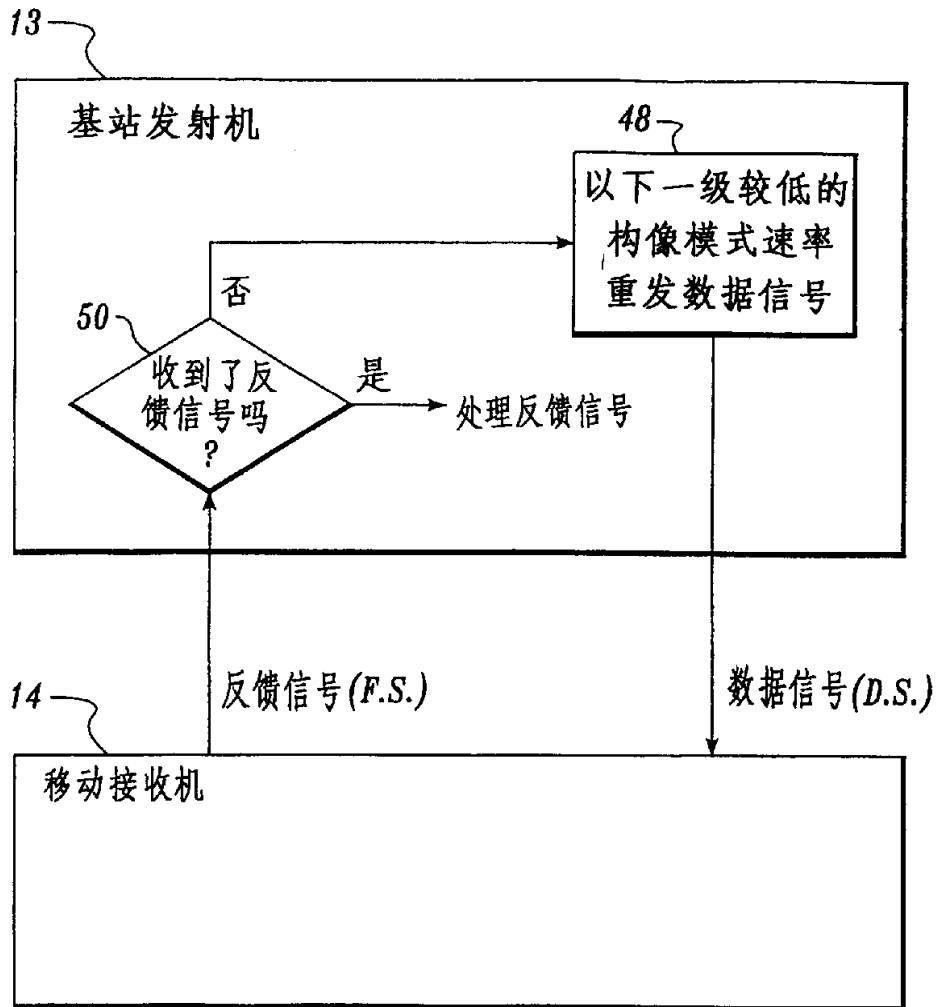 13
基站发射机
48
以下一级较低的
构像模式速率
重发数据信号
否
50
收到了反
馈信号吗
?
是
处理反馈信号
14
反馈信号(F.S.)
数据信号(D.S.)
移动接收机